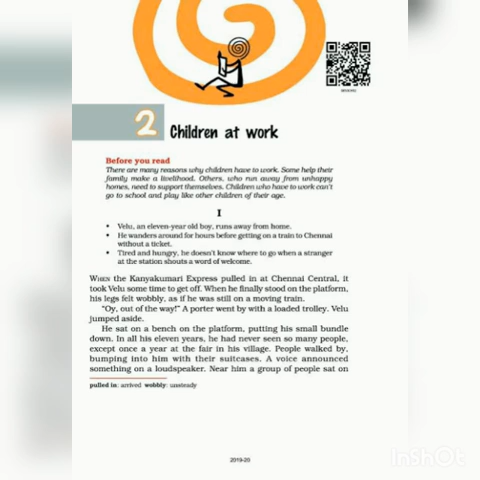 2
Children at work
Before you read
There are many reasons why children have to work. Some help their
family make a livelihood. Others, who run away from unhappy
homes, need to support themselves. Children who have to work can't
go to school and play like other children of their age.
I
• Velu, an eleven-year old boy, runs away from home.
• He wanders around for hours before getting on a train to Chennai
without a ticket.
• Tired and hungry, he doesn't know where to go when a stranger
at the station shouts a word of welcome.
WHEN the Kanyakumari Express pulled in at Chennai Central, it
took Velu some time to get off. When he finally stood on the platform,
his legs felt wobbly, as if he was still on a moving train.
"Oy, out of the way!" A porter went by with a loaded trolley. Velu
jumped aside.
He sat on a bench on the platform, putting his small bundle
down. In all his eleven years, he had never seen so many people,
except once a year at the fair in his village. People walked by,
bumping into him with their suitcases. A voice announced
something on a loudspeaker. Near him a group of people sat on
pulled in: arrived wobbly: unsteady
2019-20
InShOt